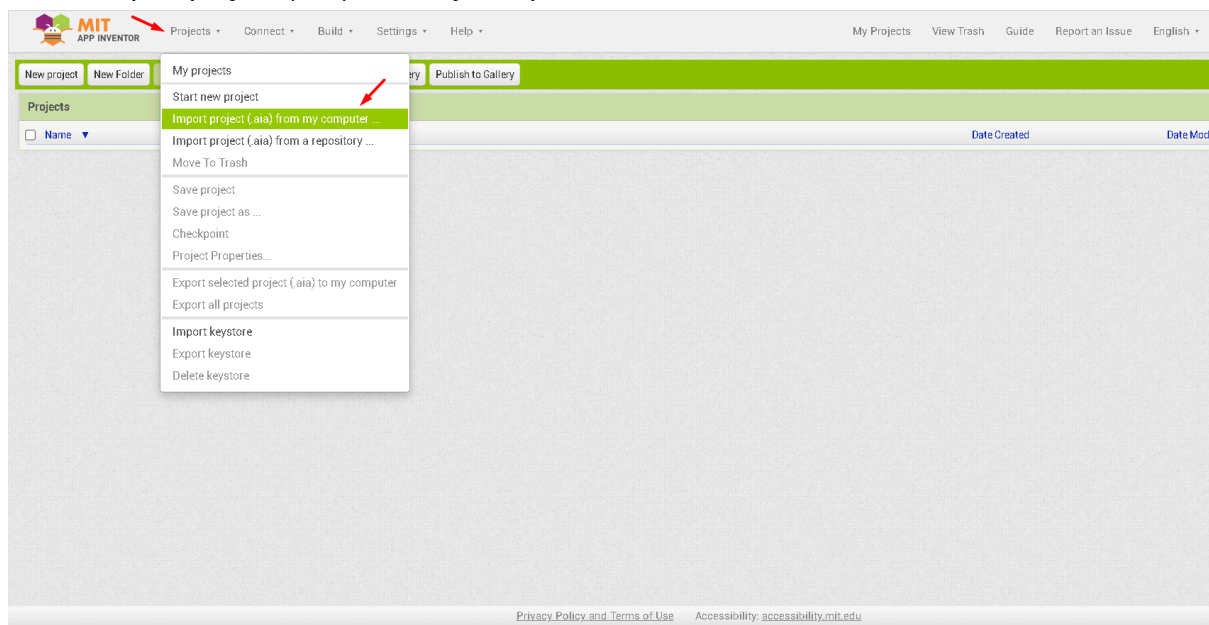 MIT
APP INVENTOR
Projects ▾ Connect ▾ Build ▾ Settings ▾ Help ▾ My Projects View Trash Guide Report an Issue English ▾
New project New Folder Publish to Gallery
My projects
Start new project
Projects
Import project (.aia) from my computer ...
Name ▼ Date Created
Import project (.aia) from a repository ...
Move To Trash
Save project
Save project as ...
Checkpoint
Project Properties...
Export selected project (.aia) to my computer
Export all projects
Import keystore
Export keystore
Delete keystore
Privacy Policy and Terms of Use Accessibility: accessibility.mit.edu